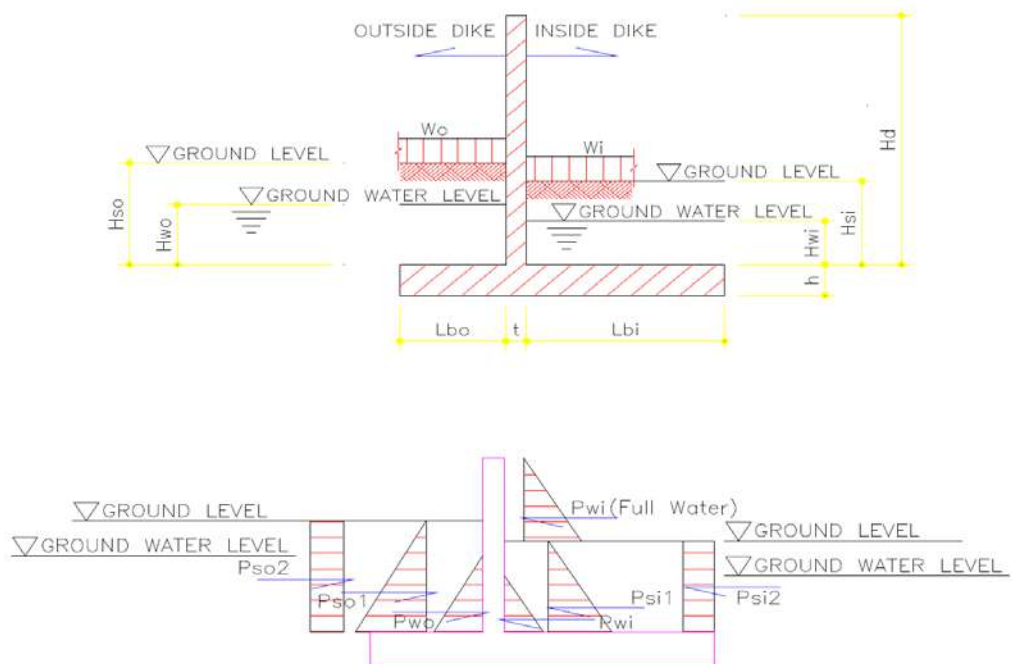 OUTSIDE DIKE INSIDE DIKE
Wo
Wi
GROUND LEVEL
GROUND LEVEL
GROUND WATER LEVEL
GROUND WATER LEVEL
Hso
Hwo
Hwi
Hsi
Hd
h
Lbo t Lbi
Pwi(Full Water)
GROUND LEVEL
GROUND LEVEL
GROUND WATER LEVEL
GROUND WATER LEVEL
Pso2
Pso1
Pwo
Pwi
Psi1
Psi2